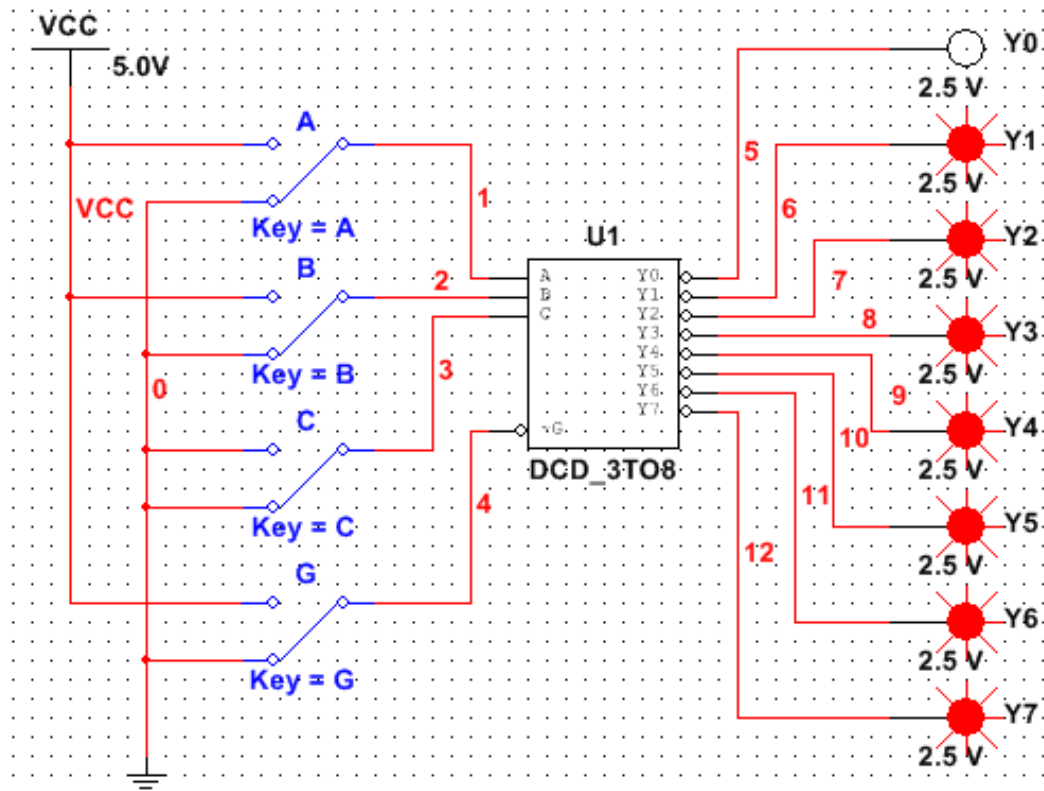 VCC
5.0V
VCC
0
A
Key = A
B
Key = B
C
Key = C
G
Key = G
1
2
3
4
U1
A
B
C
~G
Y0
Y1
Y2
Y3
Y4
Y5
Y6
Y7
DCD_3TO8
5
6
7
8
9
10
11
12
Y0
2.5 V
Y1
2.5 V
Y2
2.5 V
Y3
2.5 V
Y4
2.5 V
Y5
2.5 V
Y6
2.5 V
Y7
2.5 V